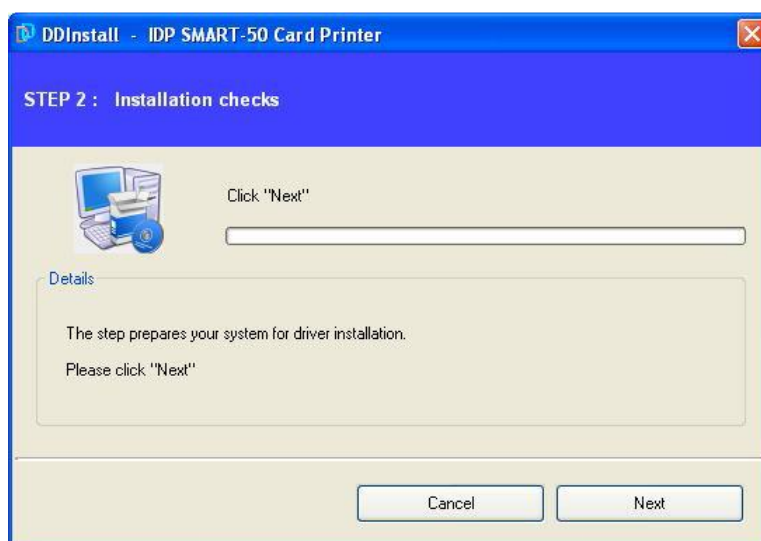 DDInstall - IDP SMART-50 Card Printer
STEP 2 : Installation checks
Click "Next"
Details
The step prepares your system for driver installation.
Please click "Next"
Cancel
Next